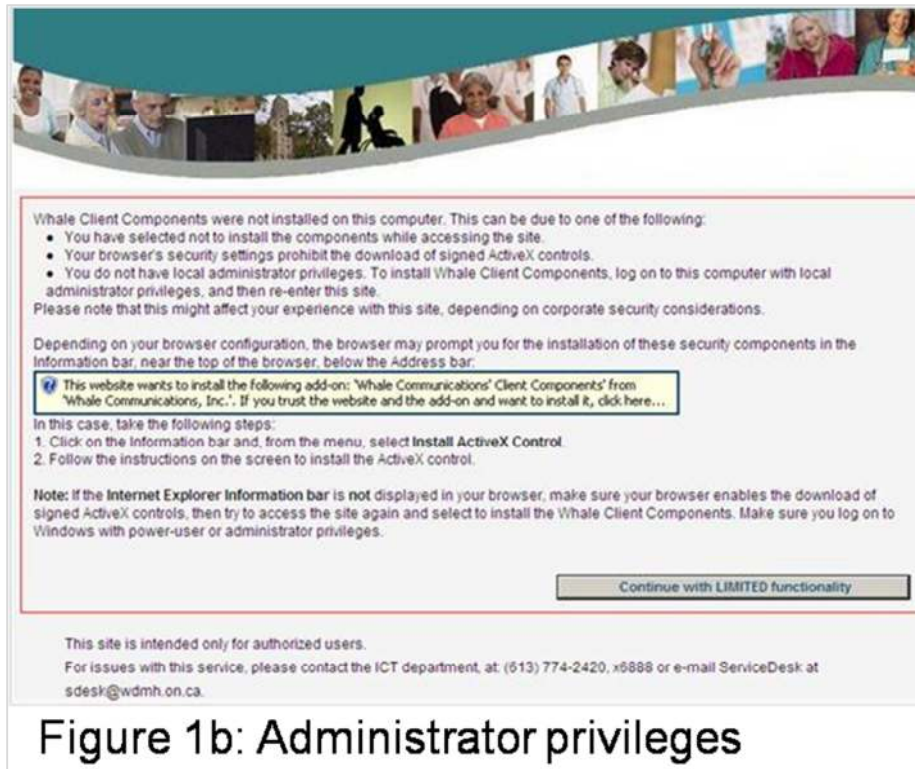 Whale Client Components were not installed on this computer. This can be due to one of the following:
• You have selected not to install the components while accessing the site.
• Your browser's security settings prohibit the download of signed ActiveX controls.
• You do not have local administrator privileges. To install Whale Client Components, log on to this computer with local
administrator privileges, and then re-enter this site.
Please note that this might affect your experience with this site, depending on corporate security considerations.
Depending on your browser configuration, the browser may prompt you for the installation of these security components in the
Information bar, near the top of the browser, below the Address bar:
This website wants to install the following add-on: 'Whale Communications' Client Components' from
'Whale Communications, Inc.'. If you trust the website and the add-on and want to install it, click here...
In this case, take the following steps:
1. Click on the Information bar and, from the menu, select Install ActiveX Control.
2. Follow the instructions on the screen to install the ActiveX control.
Note: If the Internet Explorer Information bar is not displayed in your browser, make sure your browser enables the download of
signed ActiveX controls, then try to access the site again and select to install the Whale Client Components. Make sure you log on to
Windows with power-user or administrator privileges.
Continue with LIMITED functionality
This site is intended only for authorized users.
For issues with this service, please contact the ICT department, at: (613) 774-2420, x6888 or e-mail ServiceDesk at
sdesk@wdmh.on.ca.
Figure 1b: Administrator privileges